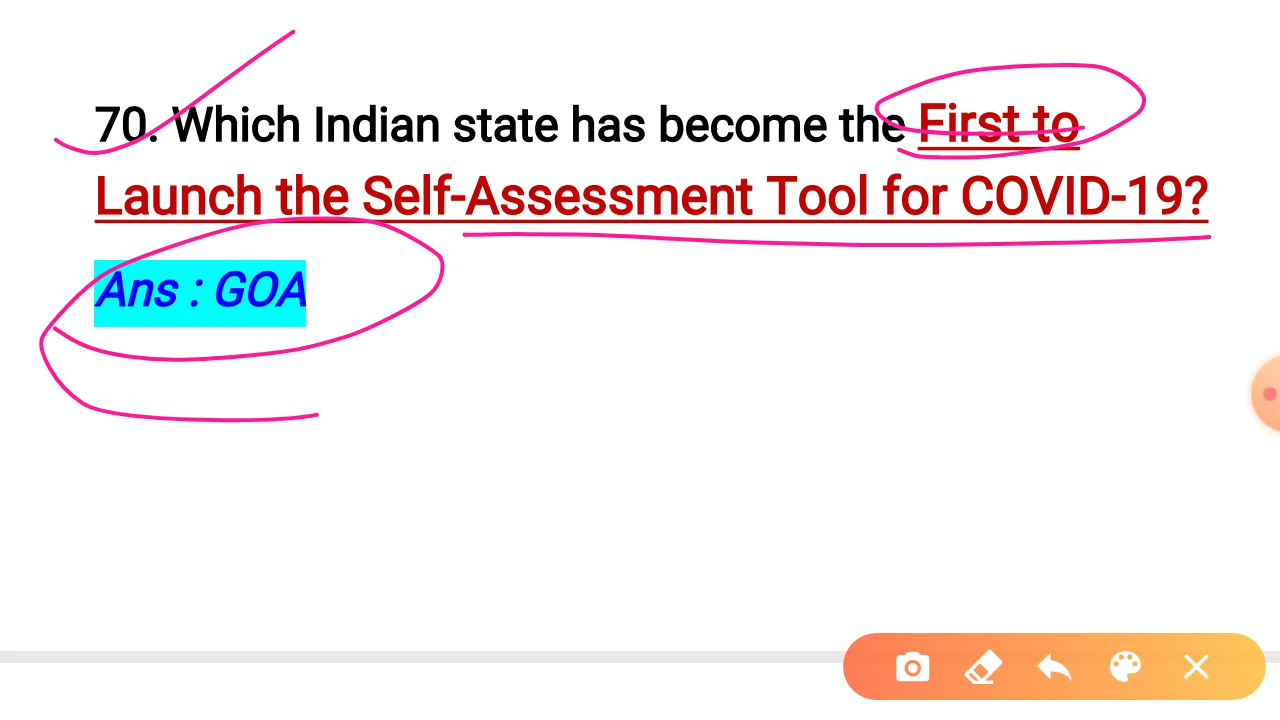 70. Which Indian state has become the First to
Launch the Self-Assessment Tool for COVID-19?
Ans : GOA